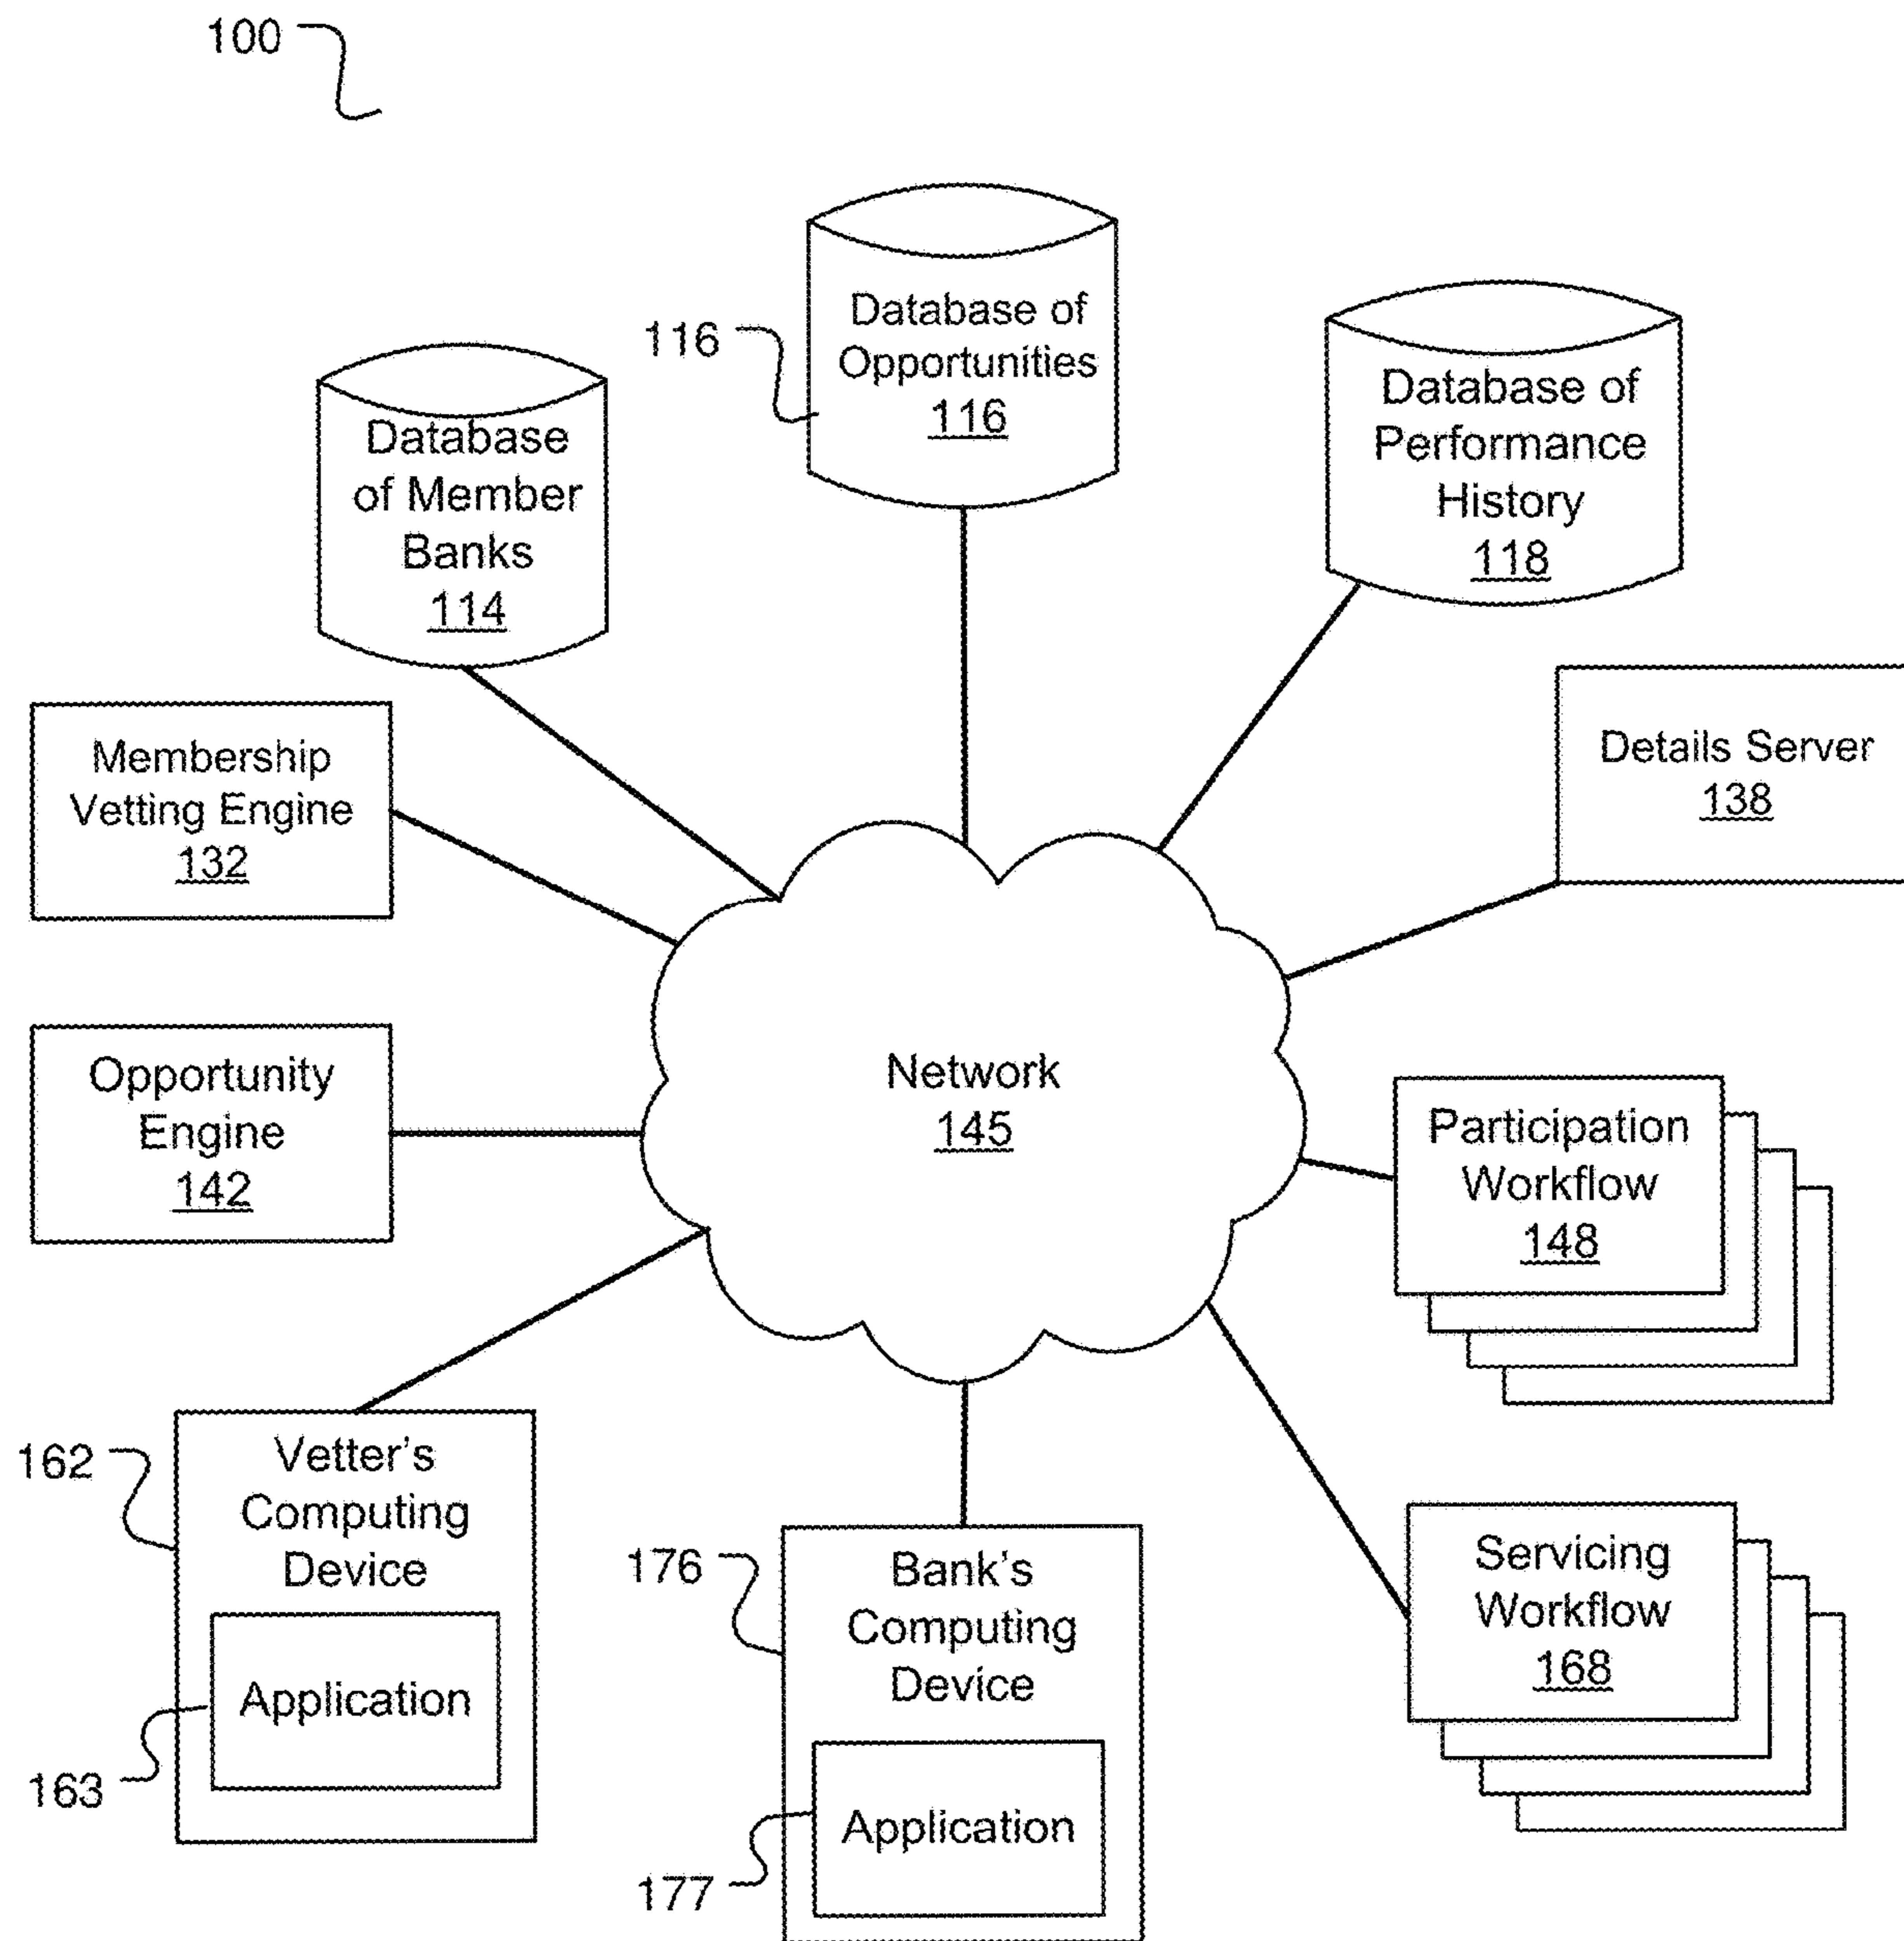 100
116
Database of
Opportunities
116
Database of
Performance
History
118
Database
of Member
Banks
114
Membership
Vetting Engine
132
Details Server
138
Network
145
Opportunity
Engine
142
Participation
Workflow
148
162
Vetter's
Computing
Device
Application
163
176
Bank's
Computing
Device
Application
177
Servicing
Workflow
168